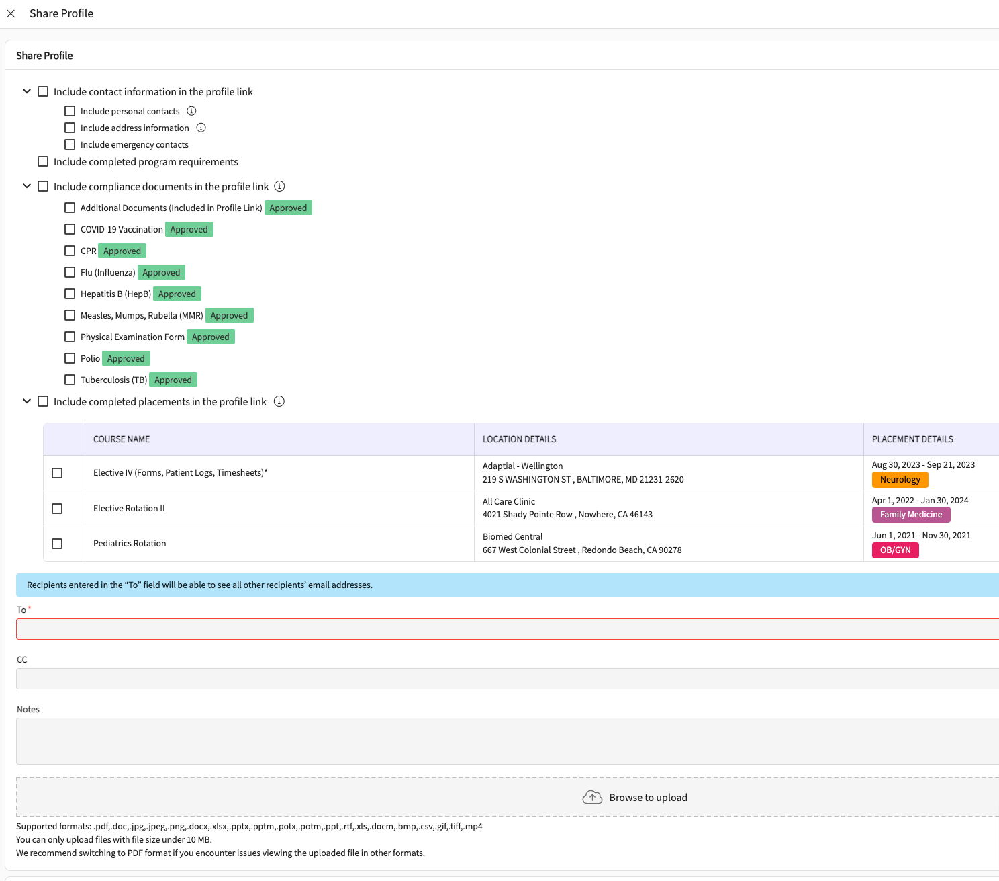 Share Profile
Share Profile
Include contact information in the profile link
Include personal contacts
Include address information
Include emergency contacts
Include completed program requirements
Include compliance documents in the profile link
Additional Documents (Included in Profile Link) Approved
COVID-19 Vaccination Approved
CPR Approved
Flu (Influenza) Approved
Hepatitis B (HepB) Approved
Measles, Mumps, Rubella (MMR) Approved
Physical Examination Form Approved
Polio Approved
Tuberculosis (TB) Approved
Include completed placements in the profile link
COURSE NAME LOCATION DETAILS PLACEMENT DETAILS
Elective IV (Forms, Patient Logs, Timesheets)*
Adaptial - Wellington
219 S WASHINGTON ST , BALTIMORE, MD 21231-2620
Aug 30, 2023 - Sep 21, 2023
Neurology
Elective Rotation II
All Care Clinic
4021 Shady Pointe Row , Nowhere, CA 46143
Apr 1, 2022 - Jan 30, 2024
Family Medicine
Pediatrics Rotation
Biomed Central
667 West Colonial Street , Redondo Beach, CA 90278
Jun 1, 2021 - Nov 30, 2021
OB/GYN
Recipients entered in the “To” field will be able to see all other recipients’ email addresses.
To *
CC
Notes
Browse to upload
Supported formats: .pdf,.doc,.jpg,.jpeg,.png,.docx,.xlsx,.pptx,.pptm,.potx,.potm,.ppt,.rtf,.xls,.docm,.bmp,.csv,.gif,.tiff,.mp4
You can only upload files with file size under 10 MB.
We recommend switching to PDF format if you encounter issues viewing the uploaded file in other formats.